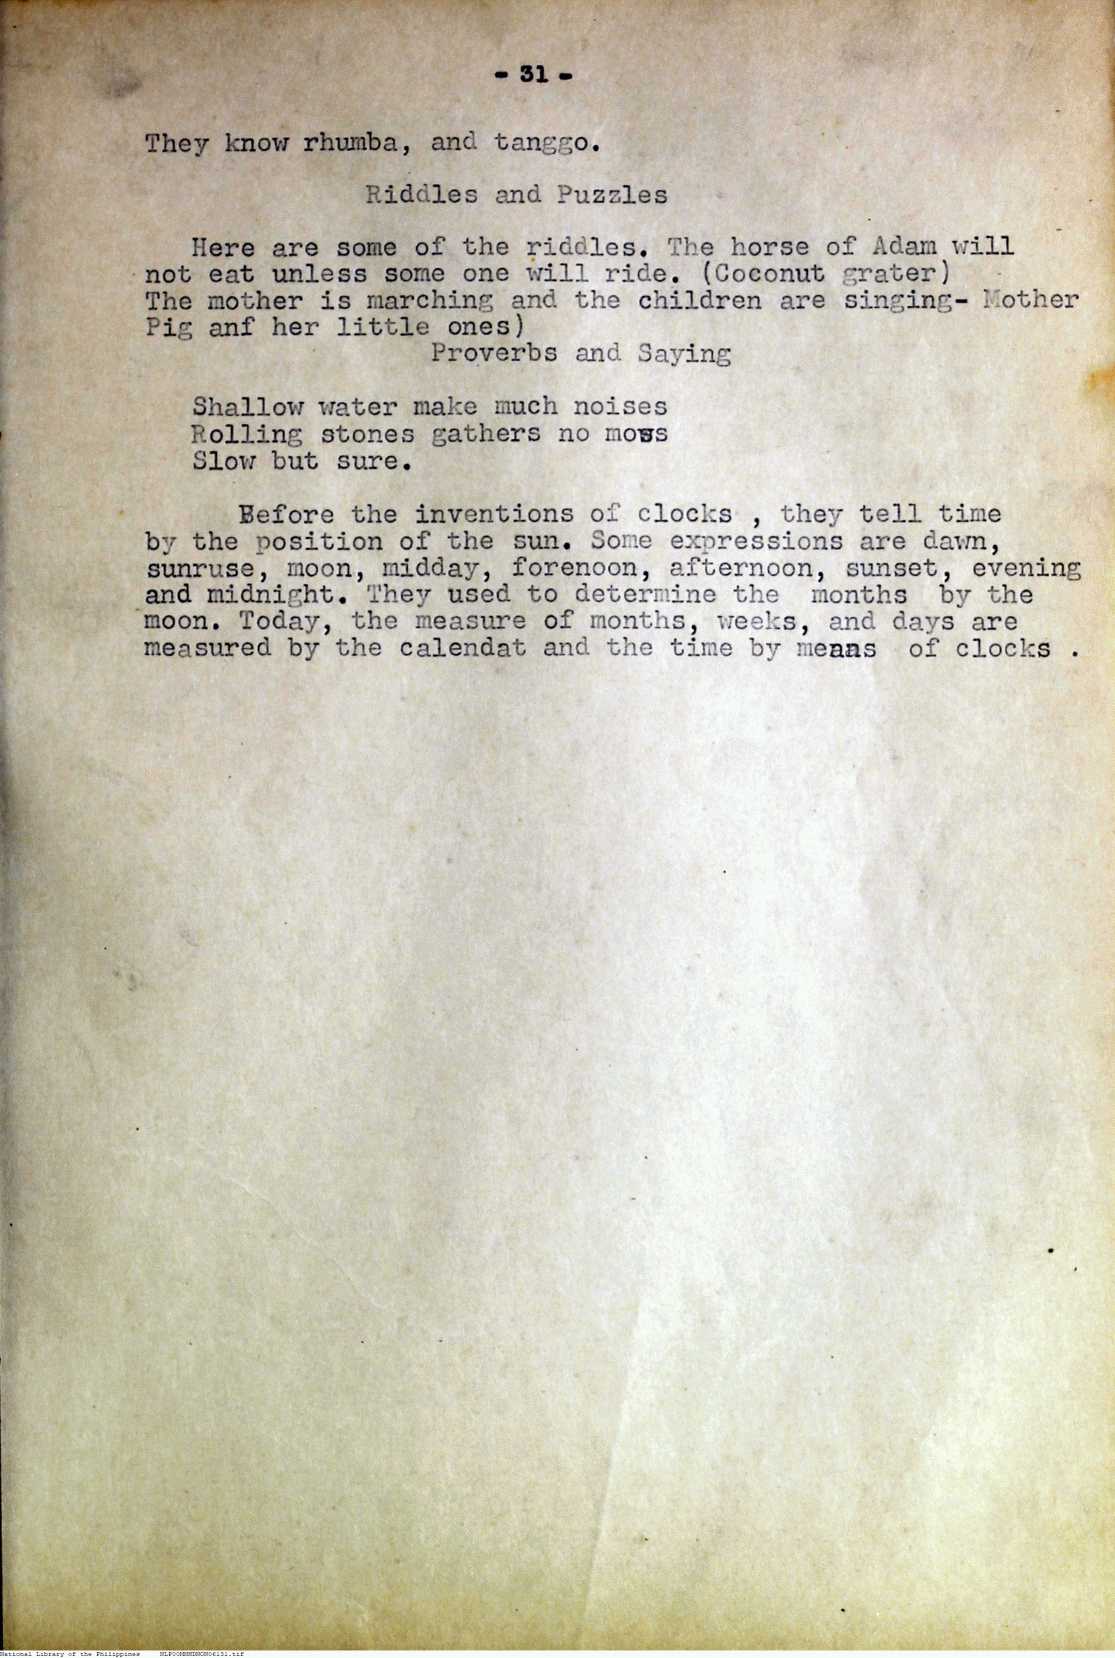 - 31 -
They know rhumba, and tanggo.
Riddles and Puzzles
Here are some of the riddles. The horse of Adam will
not eat unless some one will ride. (Coconut grater)
The mother is marching and the children are singing- Mother
Pig anf her little ones)
Proverbs and Saying
Shallow water make much noises
Rolling stones gathers no moss
Slow but sure.
Before the inventions of clocks , they tell time
by the position of the sun. Some expressions are dawn,
sunruse, moon, midday, forenoon, afternoon, sunset, evening
and midnight. They used to determine the months by the
moon. Today, the measure of months, weeks, and days are
measured by the calendat and the time by means of clocks .
National Library of the Philippines